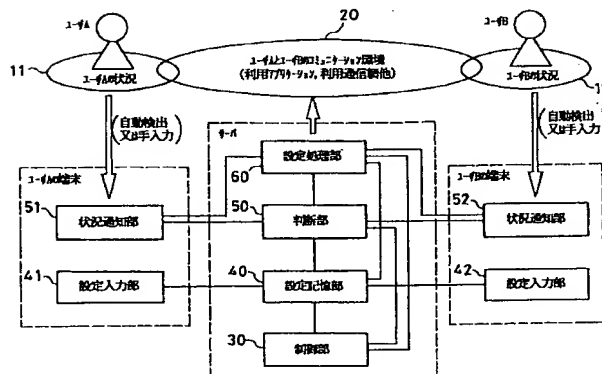 20
ユーザA
ユーザB
11
ユーザAの状況
ユーザAとユーザBのコミュニケーション環境
(利用アプリケーション, 利用通信網他)
ユーザBの状況
1
(自動検出
又は手入力)
(自動検出
又は手入力)
サーバ
設定処理部
60
ユーザAの端末
ユーザBの端末
51
状況通知部
50
判断部
52
状況通知部
41
設定入力部
40
設定記憶部
42
設定入力部
30
制御部